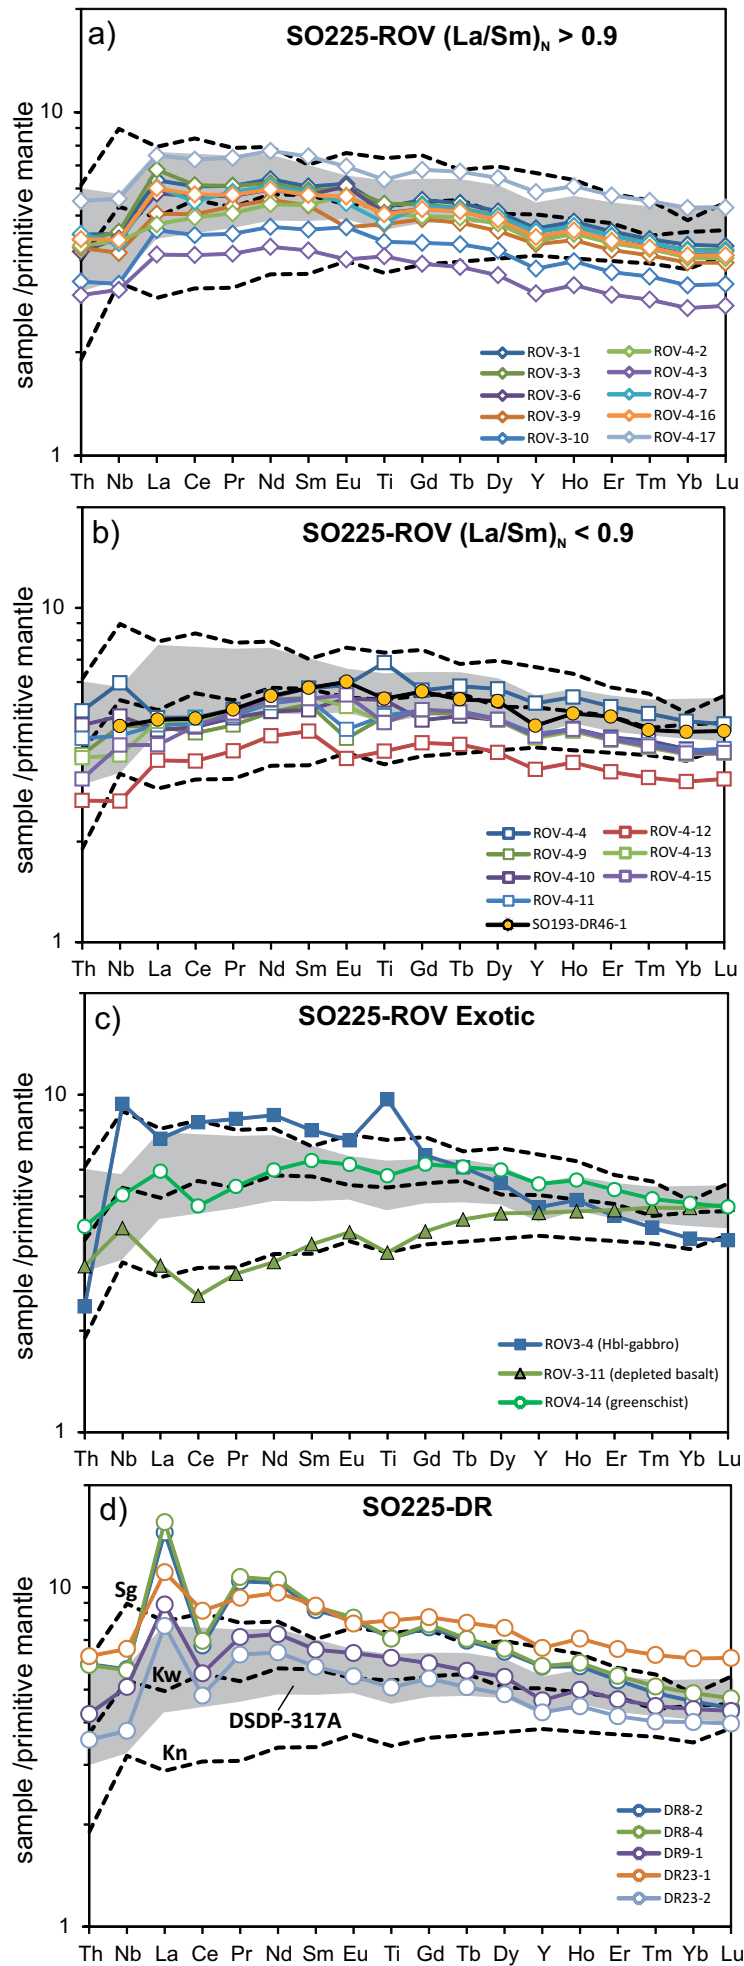 a)
SO225-ROV (La/Sm)N > 0.9
10
sample /primitive mantle
ROV-3-1
ROV-3-3
ROV-3-6
ROV-3-9
ROV-3-10
ROV-4-2
ROV-4-3
ROV-4-7
ROV-4-16
ROV-4-17
1
Th Nb La Ce Pr Nd Sm Eu Ti Gd Tb Dy Y Ho Er Tm Yb Lu
b)
SO225-ROV (La/Sm)N < 0.9
10
sample /primitive mantle
ROV-4-4
ROV-4-9
ROV-4-10
ROV-4-11
SO193-DR46-1
ROV-4-12
ROV-4-13
ROV-4-15
1
Th Nb La Ce Pr Nd Sm Eu Ti Gd Tb Dy Y Ho Er Tm Yb Lu
c)
SO225-ROV Exotic
10
sample /primitive mantle
ROV3-4 (Hbl-gabbro)
ROV-3-11 (depleted basalt)
ROV4-14 (greenschist)
1
Th Nb La Ce Pr Nd Sm Eu Ti Gd Tb Dy Y Ho Er Tm Yb Lu
d)
SO225-DR
10
sample /primitive mantle
Sg
Kw
DSDP-317A
Kn
DR8-2
DR8-4
DR9-1
DR23-1
DR23-2
1
Th Nb La Ce Pr Nd Sm Eu Ti Gd Tb Dy Y Ho Er Tm Yb Lu